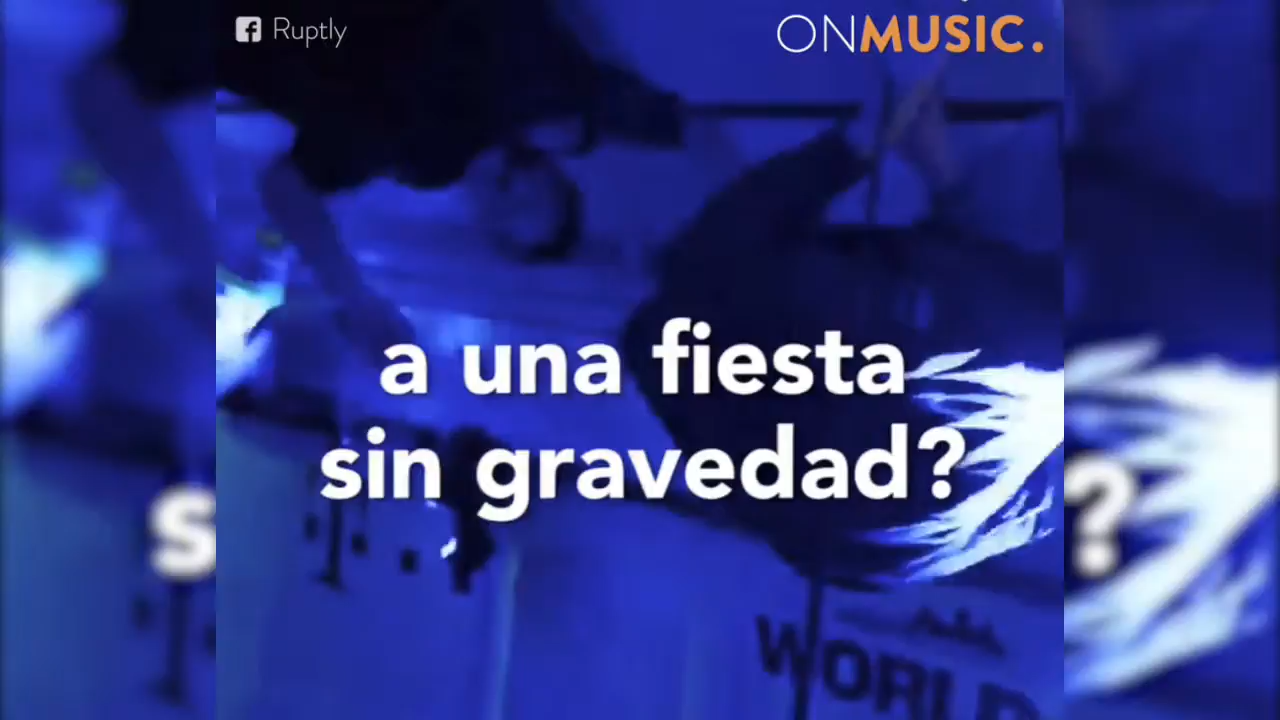 Ruptly
ONMUSIC.
a una fiesta
sin gravedad?
WORLD